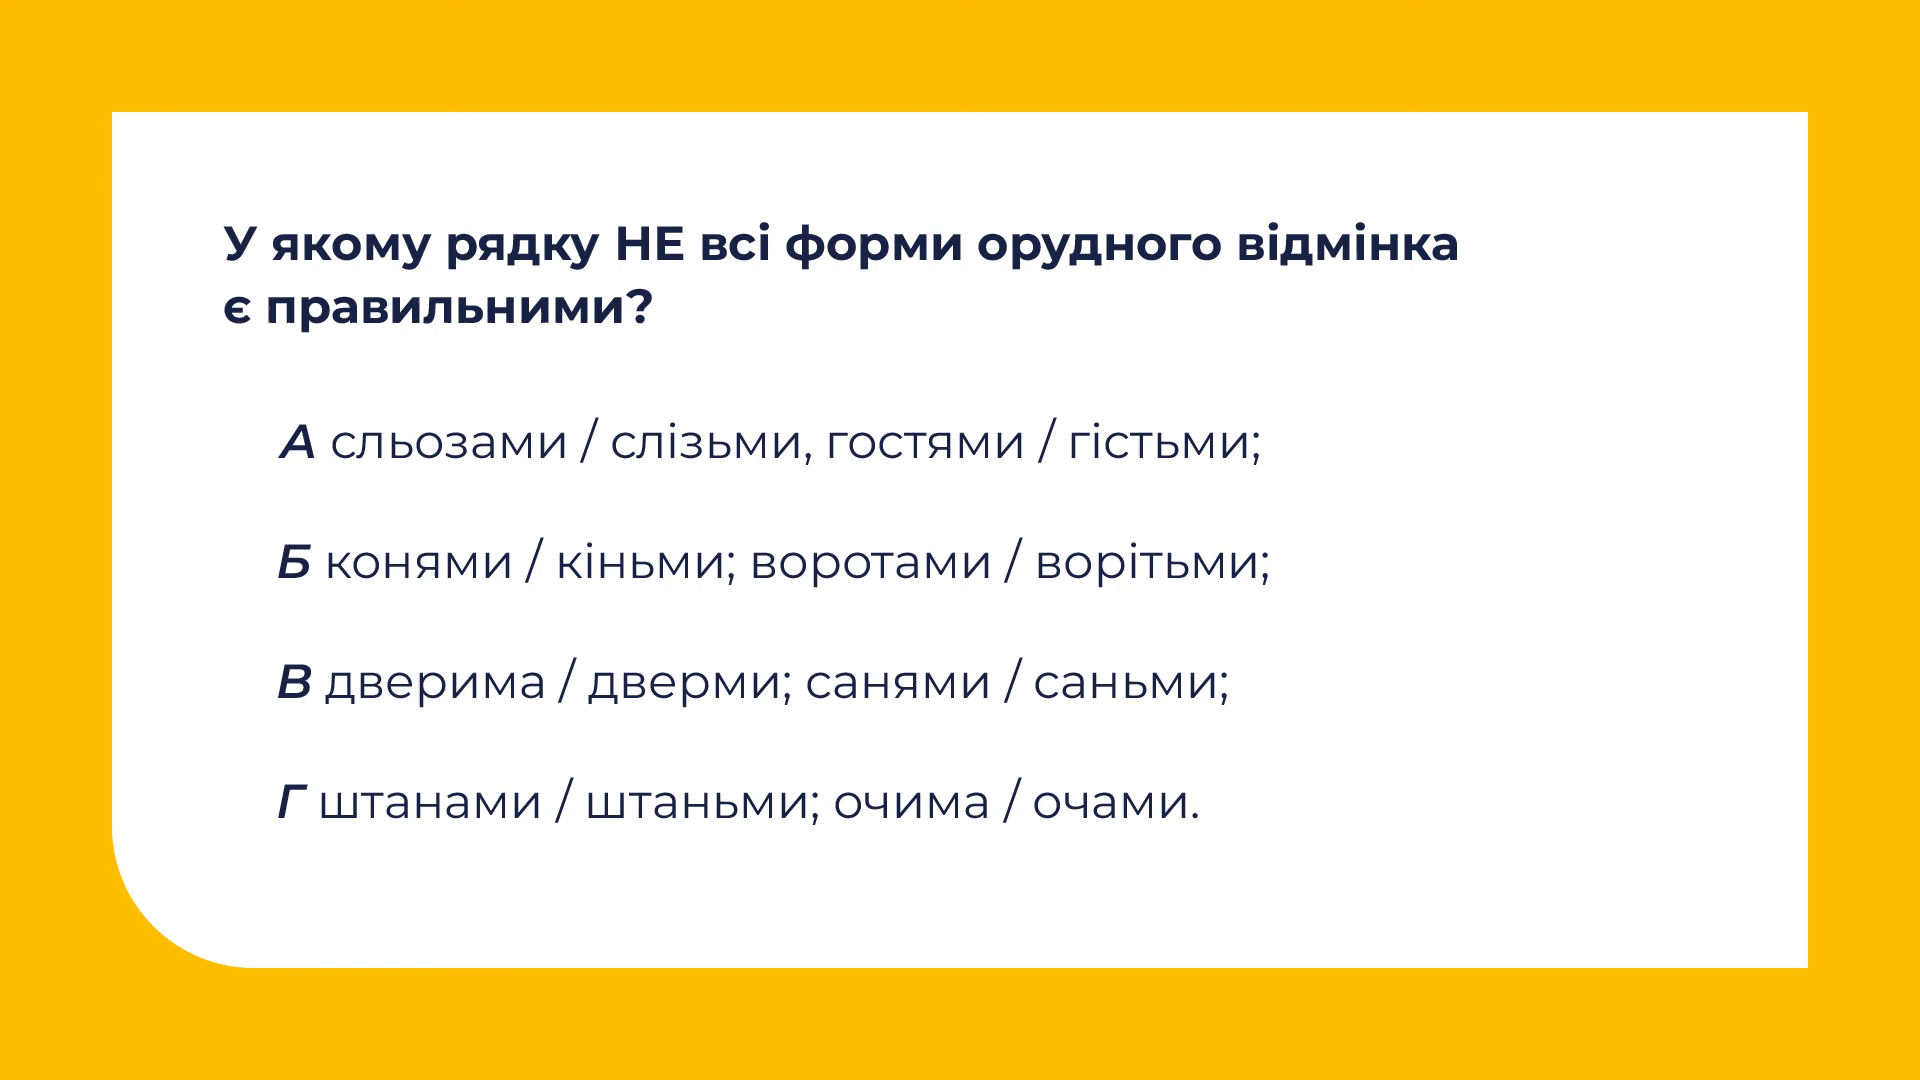 У якому рядку НЕ всі форми орудного відмінка
є правильними?
А сльозами / слізьми, гостями / гістьми;
Б конями / кіньми; воротами / ворітьми;
В дверима / дверми; санями / саньми;
Г штанами / штаньми; очима / очами.